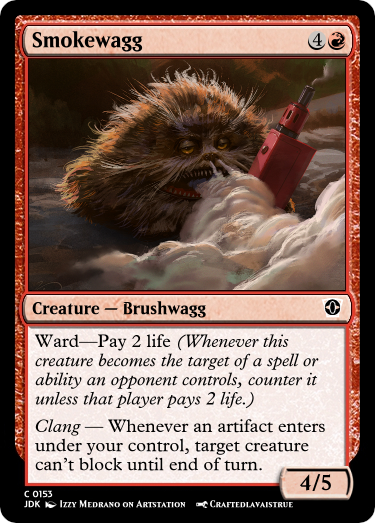 Smokewagg 4
Creature — Brushwagg
Ward—Pay 2 life (Whenever this
creature becomes the target of a spell or
ability an opponent controls, counter it
unless that player pays 2 life.)
Clang — Whenever an artifact enters
under your control, target creature
can't block until end of turn.
4/5
C 0153
JDK Izzy Medrano on Artstation Craftedlavaistrue